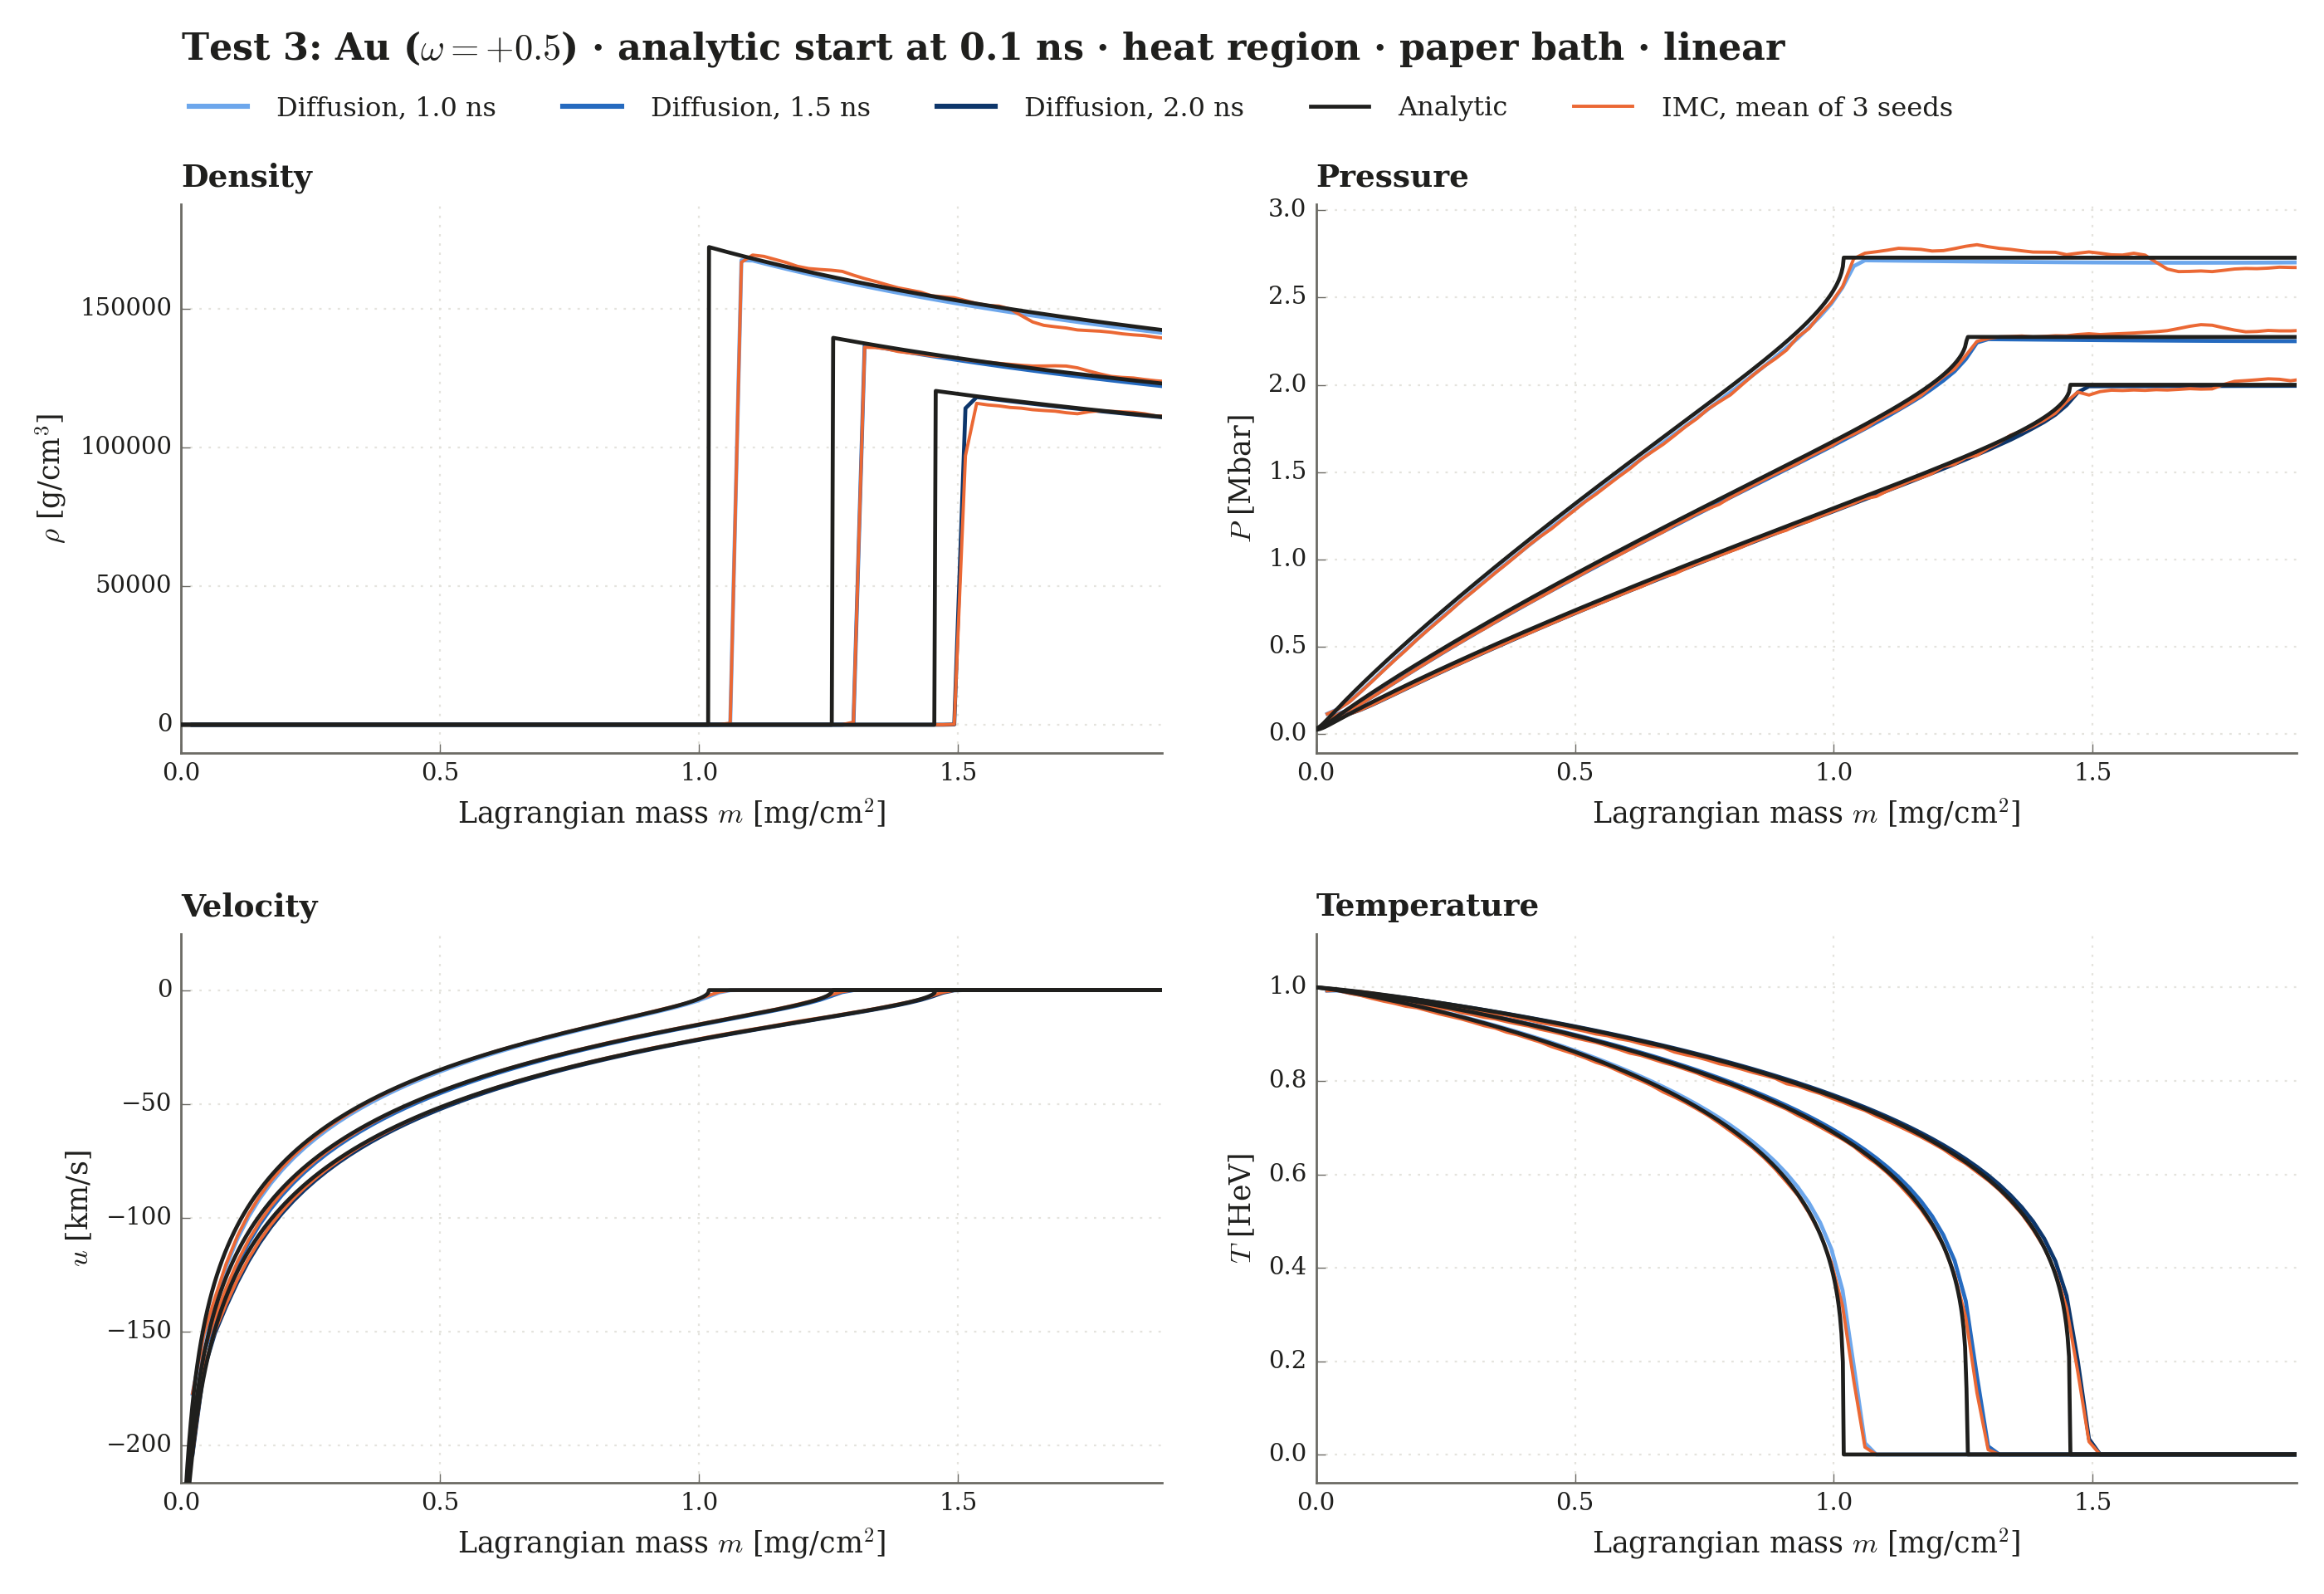 Test 3: Au (ω = +0.5) · analytic start at 0.1 ns · heat region · paper bath · linear
Diffusion, 1.0 ns Diffusion, 1.5 ns Diffusion, 2.0 ns Analytic IMC, mean of 3 seeds
Density
ρ [g/cm³]
150000
100000
50000
0
0.0 0.5 1.0 1.5
Lagrangian mass m [mg/cm²]
Pressure
P [Mbar]
3.0
2.5
2.0
1.5
1.0
0.5
0.0
0.0 0.5 1.0 1.5
Lagrangian mass m [mg/cm²]
Velocity
u [km/s]
0
−50
−100
−150
−200
0.0 0.5 1.0 1.5
Lagrangian mass m [mg/cm²]
Temperature
T [HeV]
1.0
0.8
0.6
0.4
0.2
0.0
0.0 0.5 1.0 1.5
Lagrangian mass m [mg/cm²]